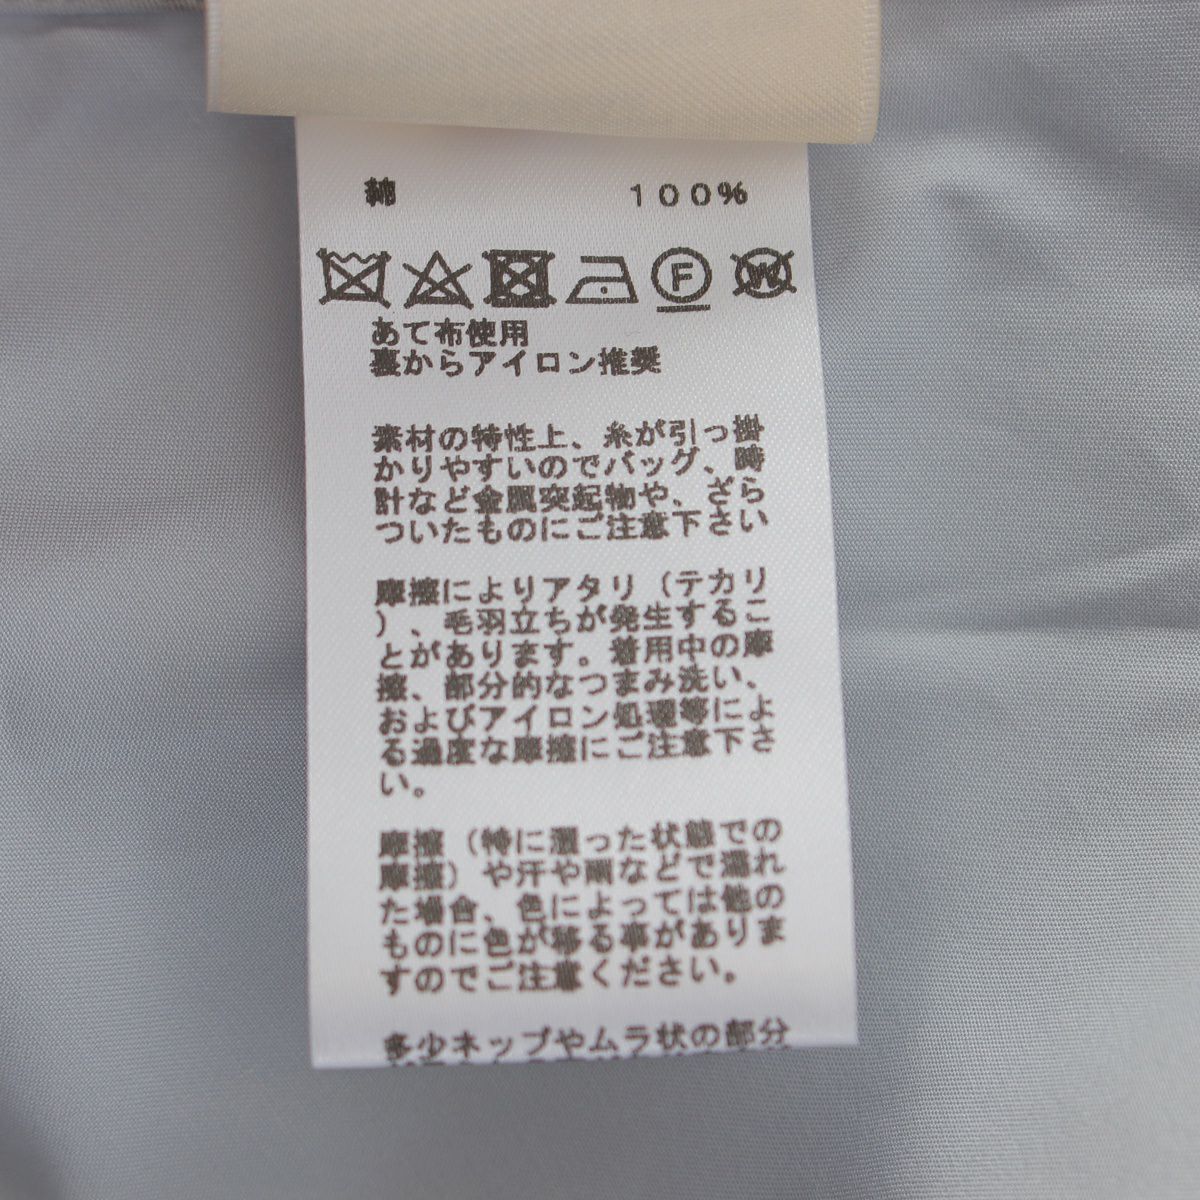 綿 100%
F W
あて布使用
裏からアイロン推奨
素材の特性上、糸が引っ掛
かりやすいのでバッグ、時
計など金属突起物や、ざら
ついたものにご注意下さい
摩擦によりアタリ（テカリ
）、毛羽立ちが発生するこ
とがあります。着用中の摩
擦、部分的なつまみ洗い、
およびアイロン処理等によ
る過度な摩擦にご注意下さ
い。
摩擦（特に湿った状態での
摩擦）や汗や雨などで濡れ
た場合、色によっては他の
ものに色が移る事がありま
すのでご注意ください。
多少ネップやムラ状の部分